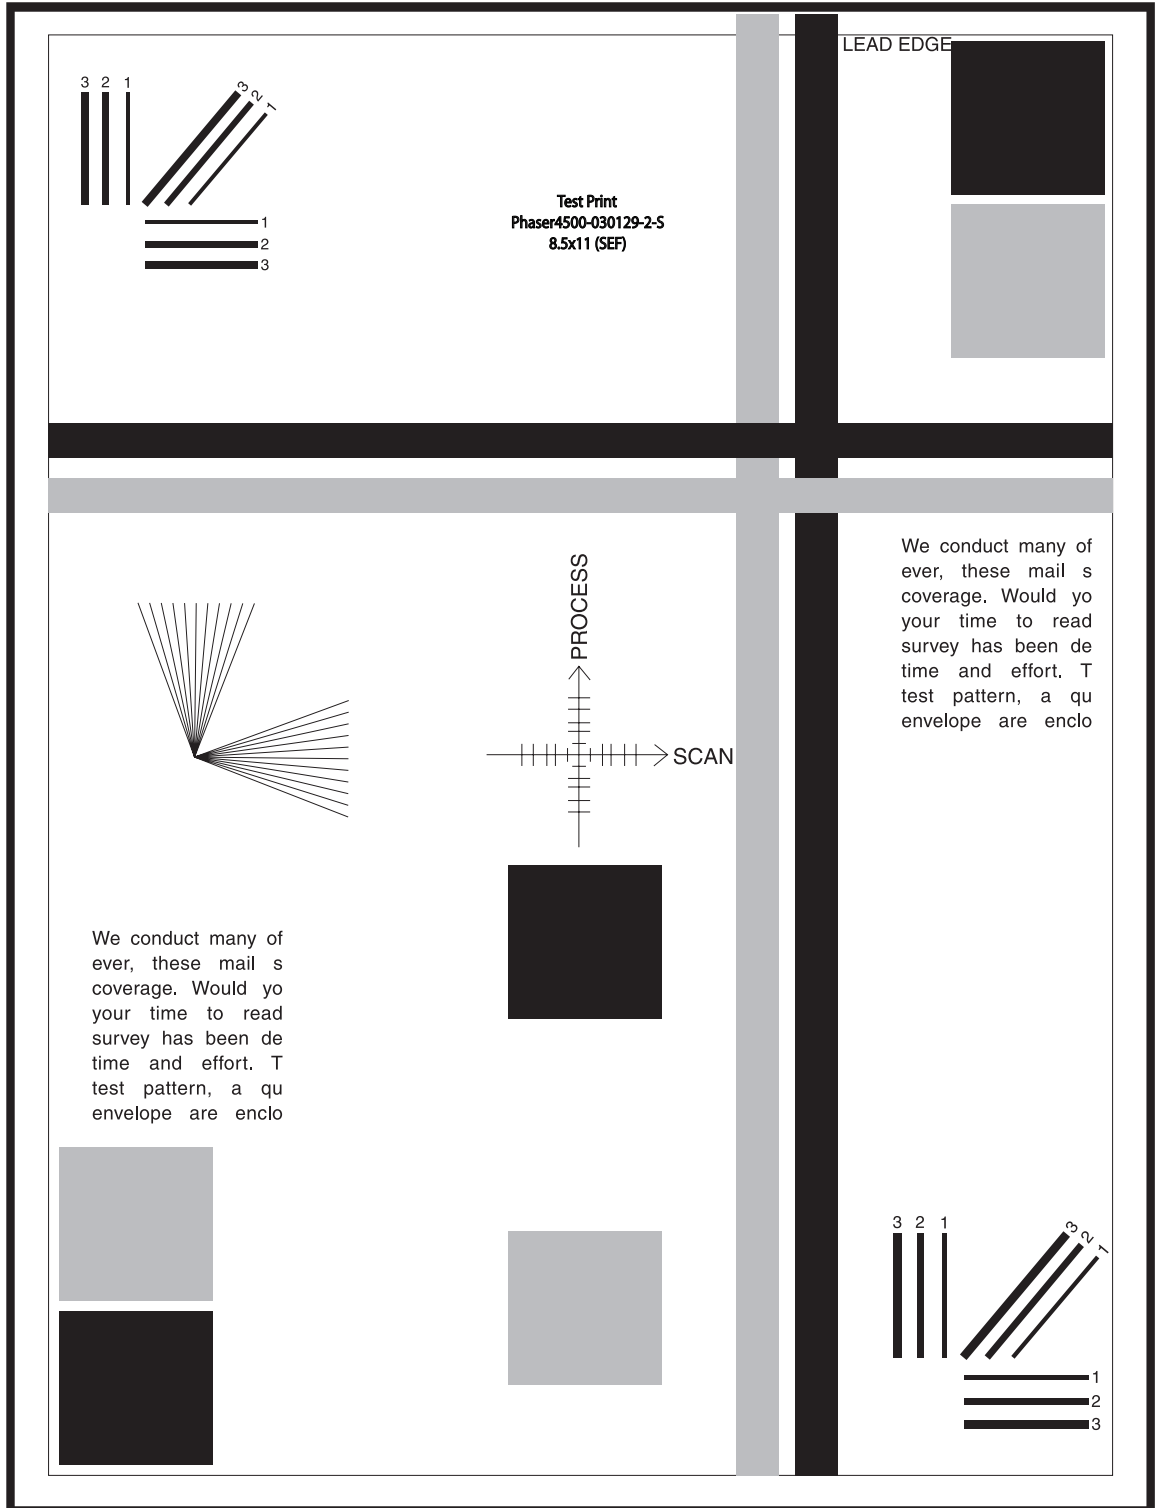 LEAD EDGE
3 2 1
3
2
1
1
2
3
Test Print
Phaser4500-030129-2-S
8.5x11 (SEF)
PROCESS
SCAN
We conduct many of
ever, these mail s
coverage. Would yo
your time to read
survey has been de
time and effort. T
test pattern, a qu
envelope are enclo
We conduct many of
ever, these mail s
coverage. Would yo
your time to read
survey has been de
time and effort. T
test pattern, a qu
envelope are enclo
3 2 1
3
2
1
1
2
3